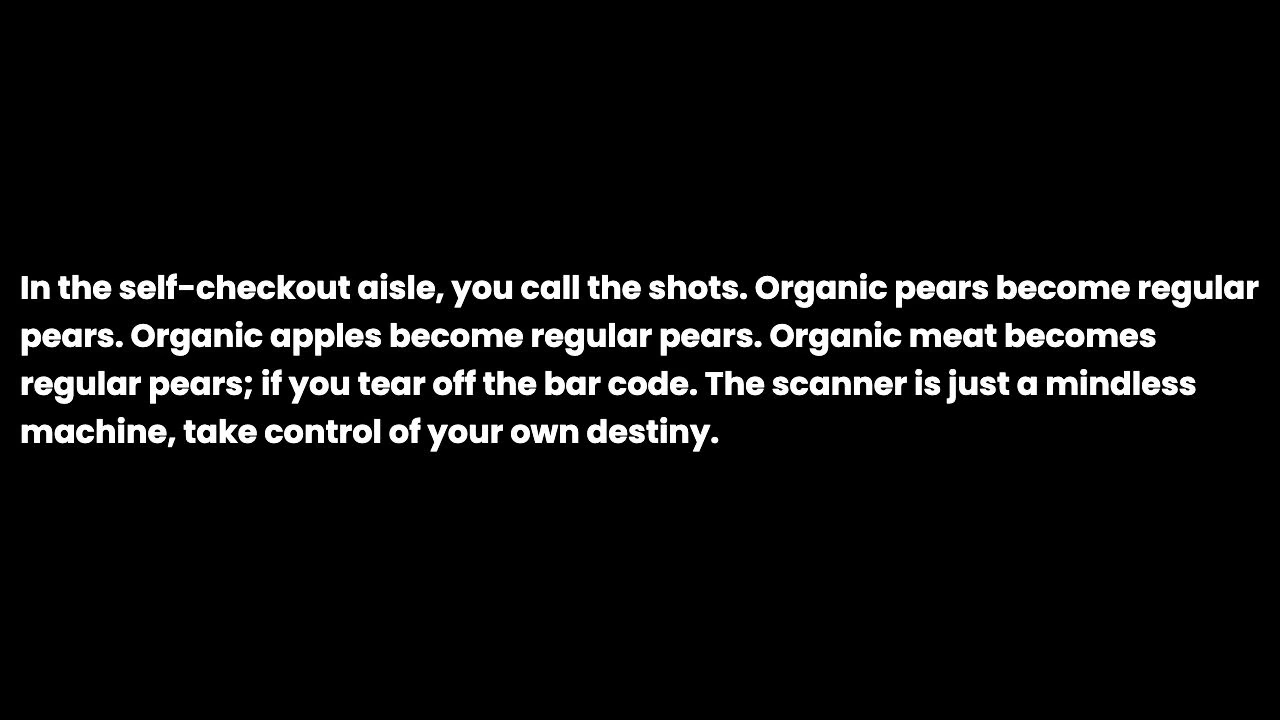 In the self-checkout aisle, you call the shots. Organic pears become regular
pears. Organic apples become regular pears. Organic meat becomes
regular pears; if you tear off the bar code. The scanner is just a mindless
machine, take control of your own destiny.